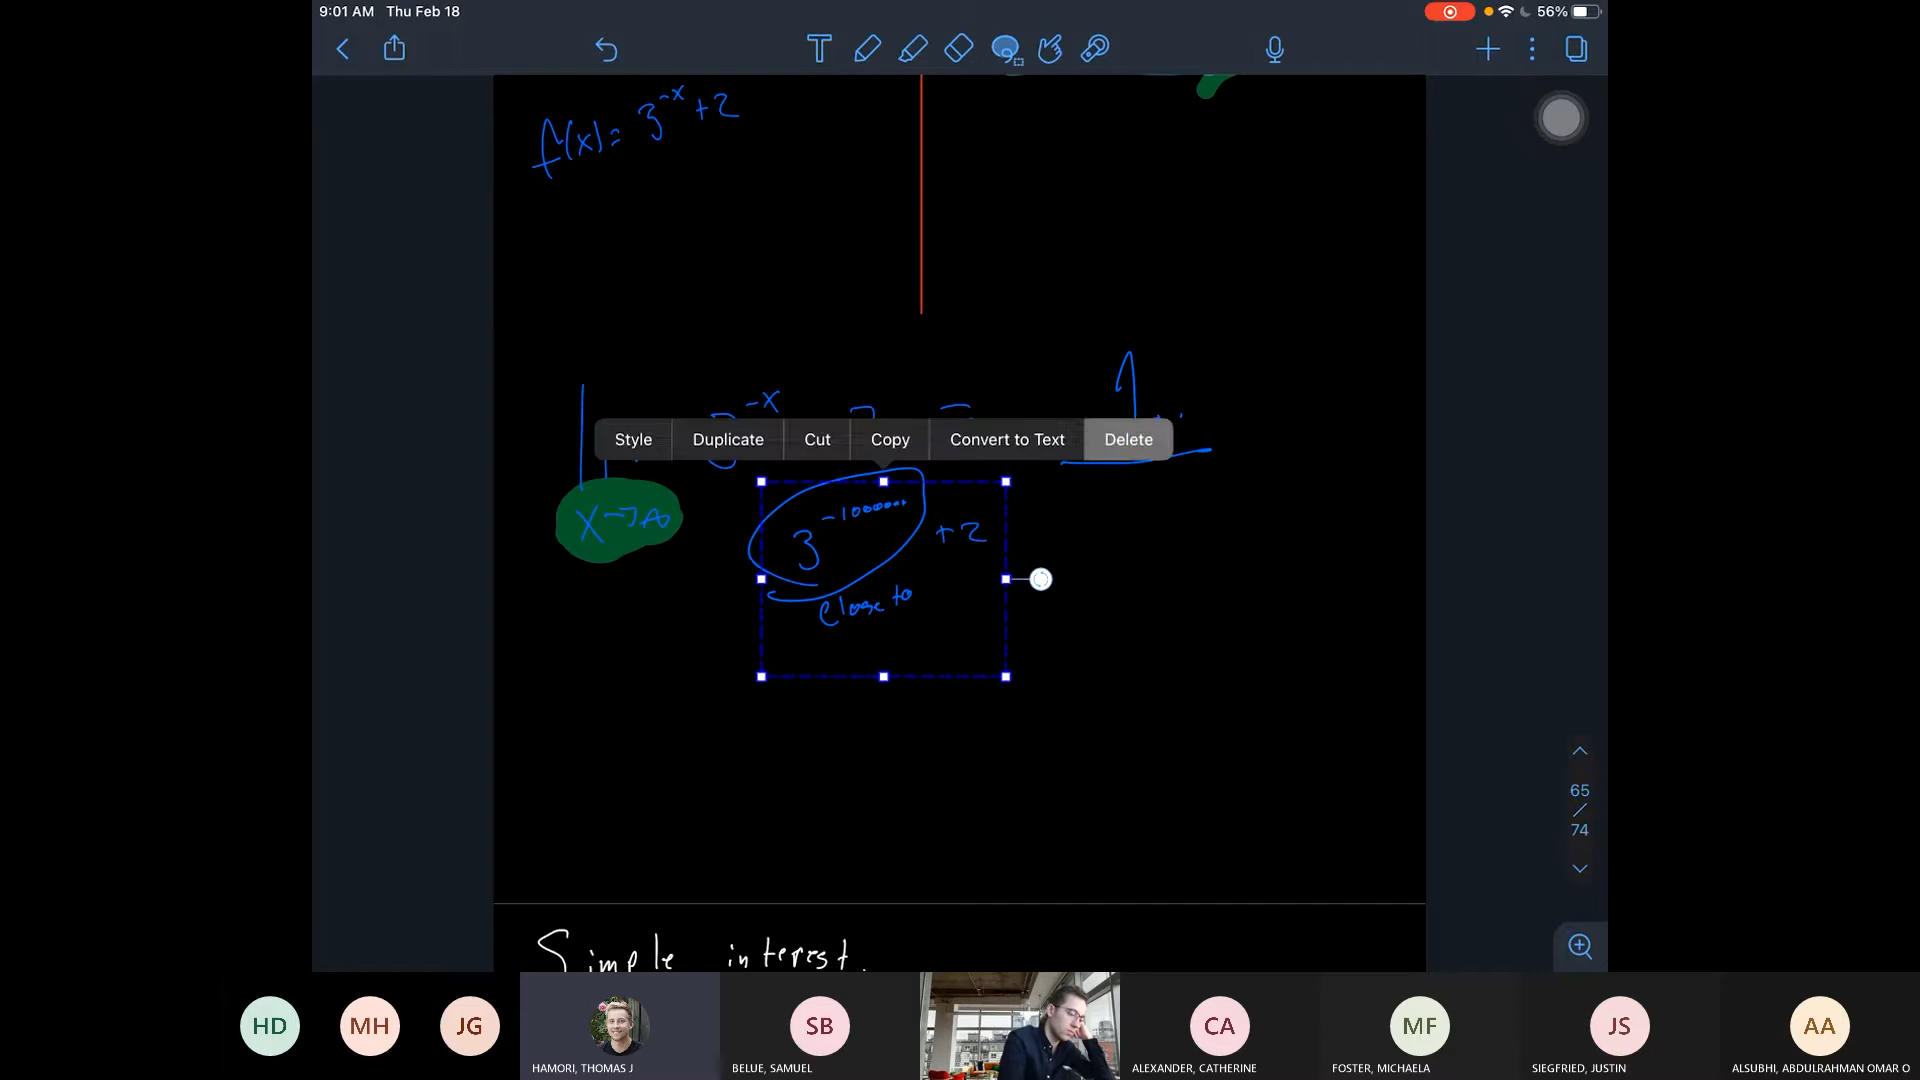 9:01 AM Thu Feb 18
56%
f(x) = 3^-x + 2
-x
Style Duplicate Cut Copy Convert to Text Delete
x→∞
3^-1000000 + 2
close to
65
/
74
Simple interest.
HD MH JG SB CA MF JS AA
HAMORI, THOMAS J BELUE, SAMUEL ALEXANDER, CATHERINE FOSTER, MICHAELA SIEGFRIED, JUSTIN ALSUBHI, ABDULRAHMAN OMAR O